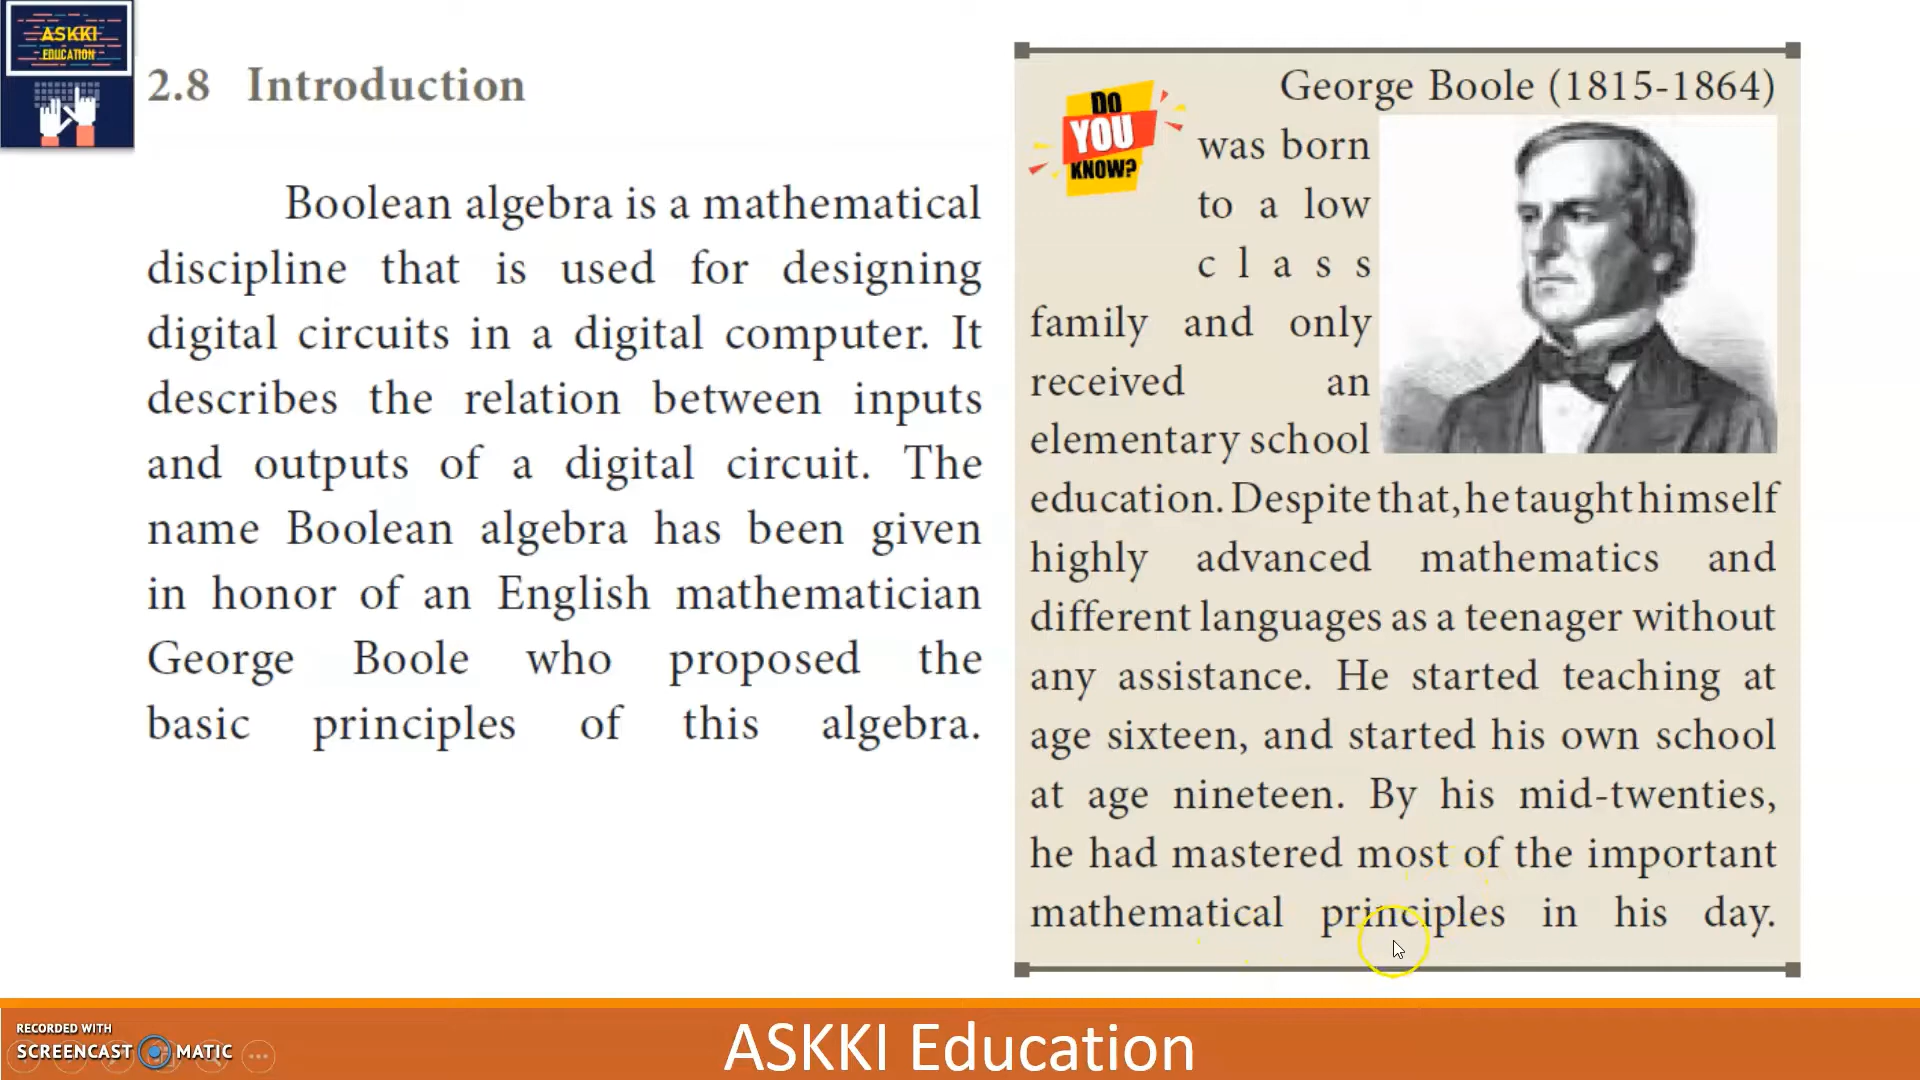 ASKKI
EDUCATION
2.8 Introduction
Boolean algebra is a mathematical
discipline that is used for designing
digital circuits in a digital computer. It
describes the relation between inputs
and outputs of a digital circuit. The
name Boolean algebra has been given
in honor of an English mathematician
George Boole who proposed the
basic principles of this algebra.
DO
YOU
KNOW?
George Boole (1815-1864)
was born
to a low
class
family and only
received an
elementary school
education. Despite that, he taught himself
highly advanced mathematics and
different languages as a teenager without
any assistance. He started teaching at
age sixteen, and started his own school
at age nineteen. By his mid-twenties,
he had mastered most of the important
mathematical principles in his day.
RECORDED WITH
SCREENCAST MATIC
ASKKI Education